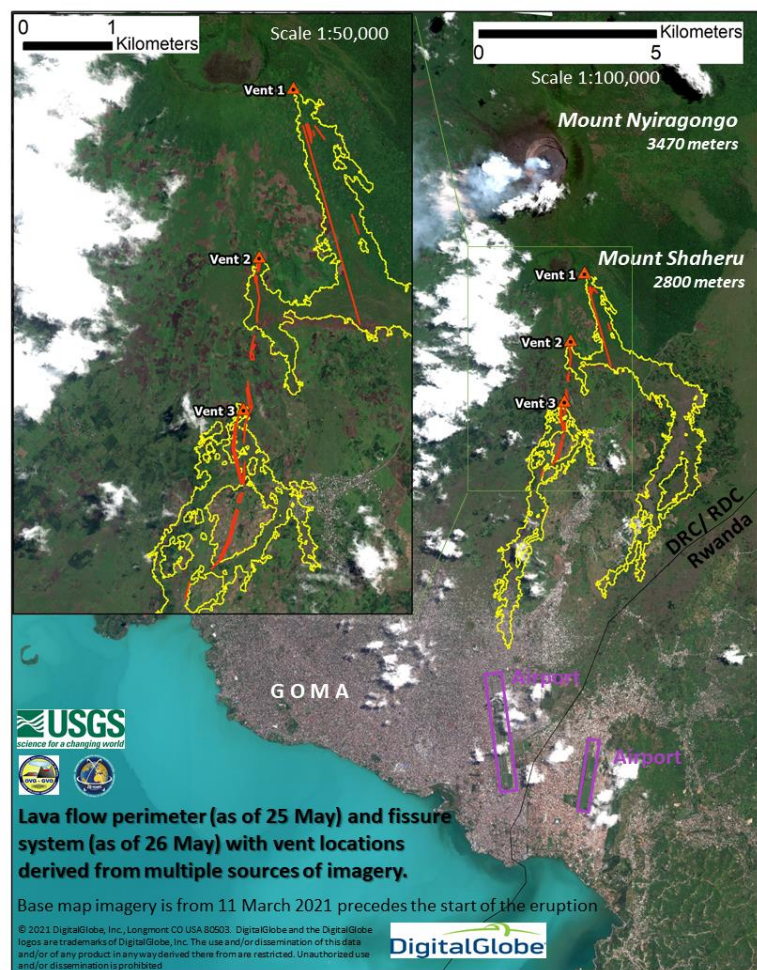 0 1
Kilometers
Scale 1:50,000
0 5
Kilometers
Scale 1:100,000
Mount Nyiragongo
3470 meters
Vent 1
Vent 2
Vent 3
Mount Shaheru
2800 meters
Vent 1
Vent 2
Vent 3
DRC/ RDC
Rwanda
GOMA
Airport
Airport
USGS
science for a changing world
OVG - GVO
Lava flow perimeter (as of 25 May) and fissure
system (as of 26 May) with vent locations
derived from multiple sources of imagery.
Base map imagery is from 11 March 2021 precedes the start of the eruption
© 2021 DigitalGlobe, Inc., Longmont CO USA 80503. DigitalGlobe and the DigitalGlobe
logos are trademarks of DigitalGlobe, Inc. The use and/or dissemination of this data
and/or of any product in any way derived there from are restricted. Unauthorized use
and/or dissemination is prohibited
DigitalGlobe